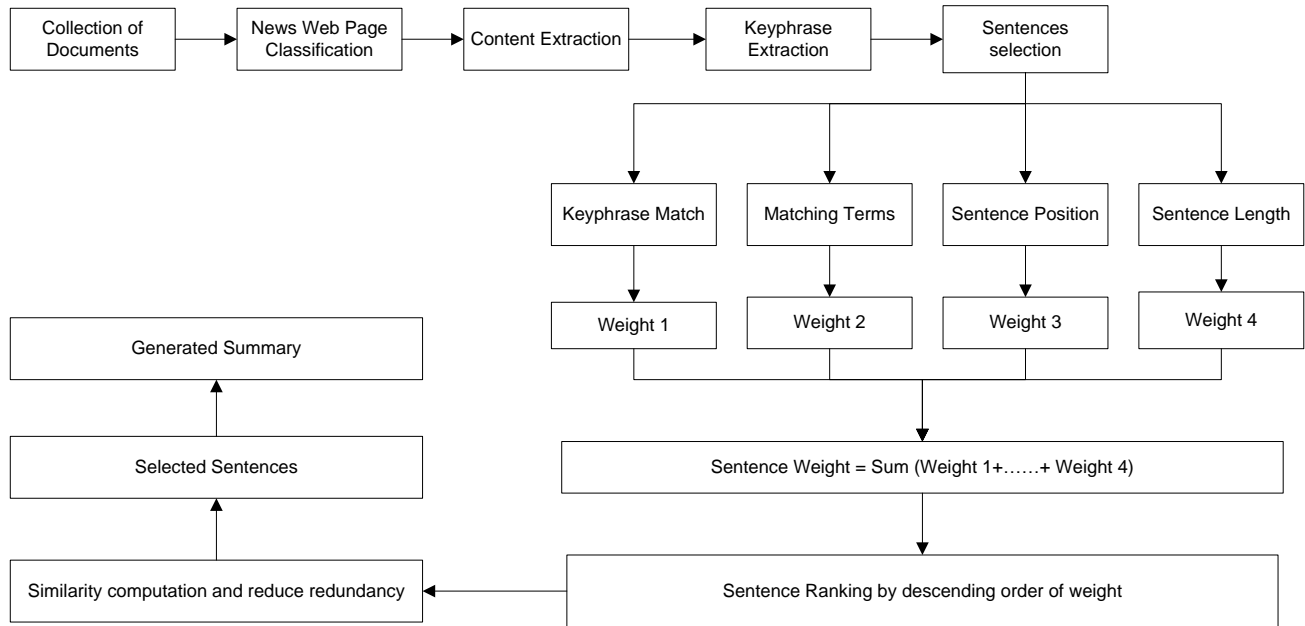 Collection of
Documents
News Web Page
Classification
Content Extraction
Keyphrase
Extraction
Sentences
selection
Keyphrase Match
Matching Terms
Sentence Position
Sentence Length
Weight 1
Weight 2
Weight 3
Weight 4
Generated Summary
Selected Sentences
Sentence Weight = Sum (Weight 1+......+ Weight 4)
Similarity computation and reduce redundancy
Sentence Ranking by descending order of weight